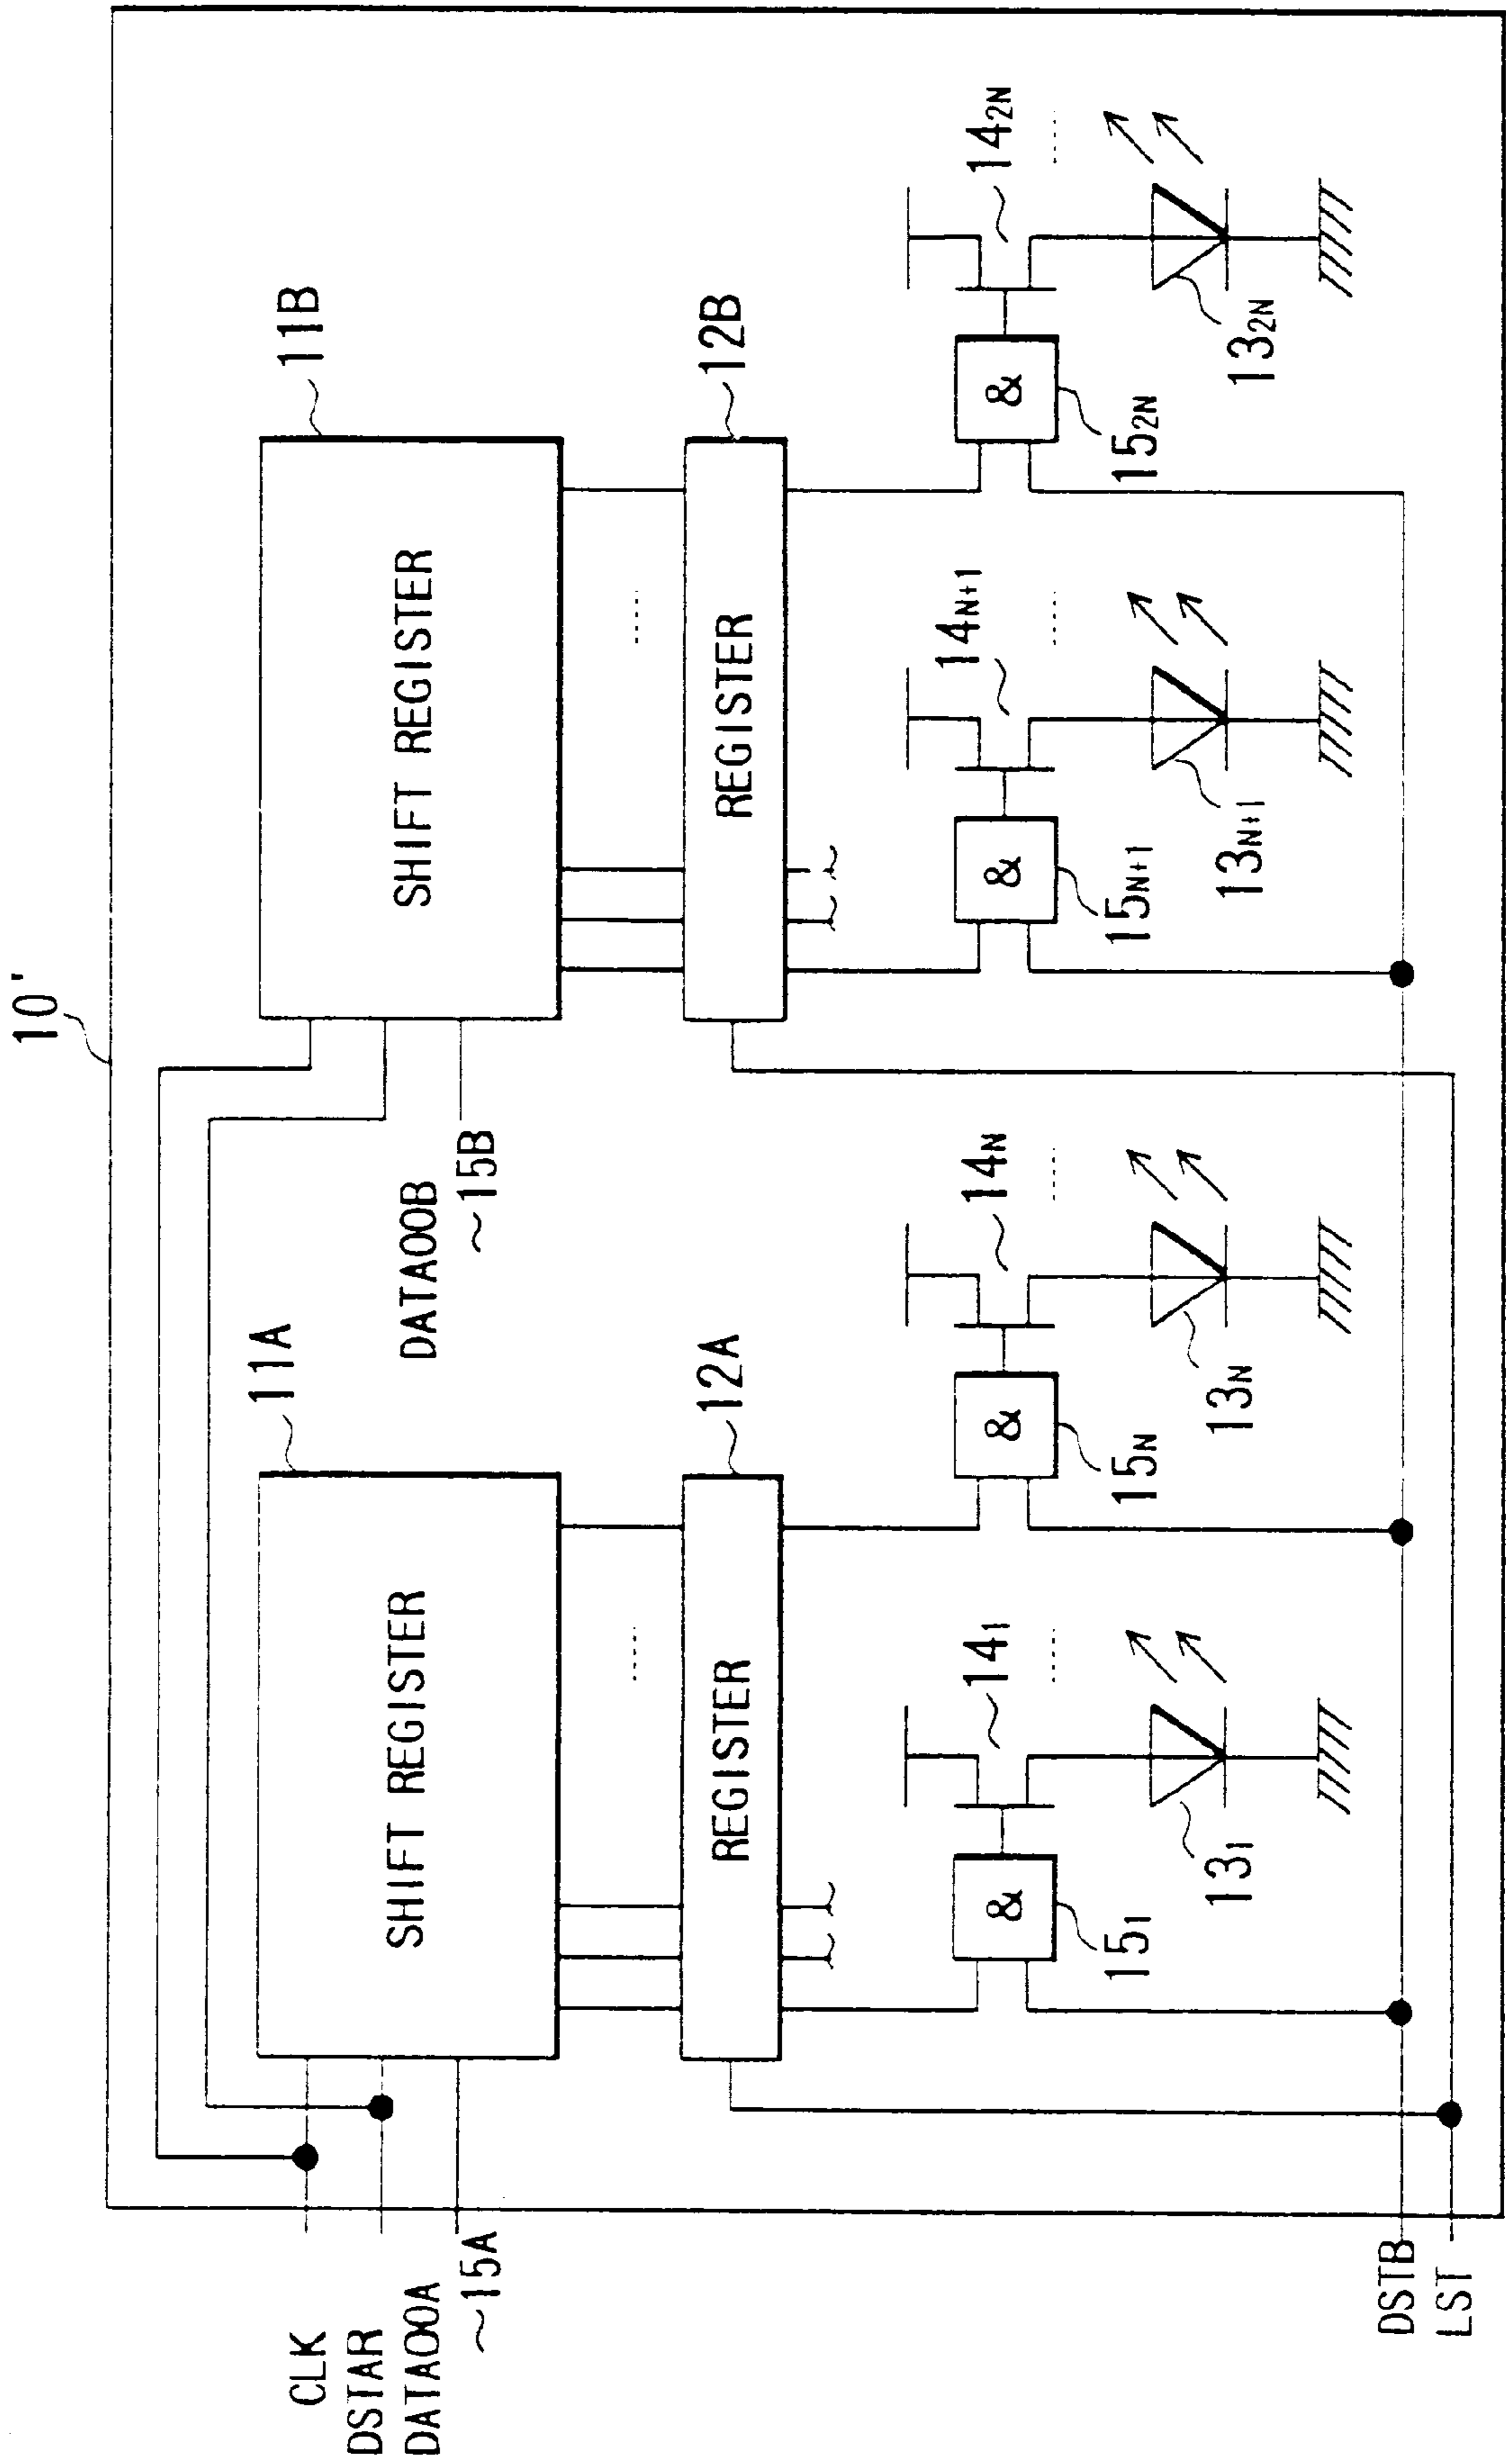 10'
11A
11B
CLK
DSTAR
DATA00A
~15A
SHIFT REGISTER
DATA00B
~15B
SHIFT REGISTER
12A
12B
REGISTER
REGISTER
&
15₁
14₁
13₁
&
15N
14N
13N
&
15N+1
14N+1
13N+1
&
152N
142N
132N
DSTB
LST